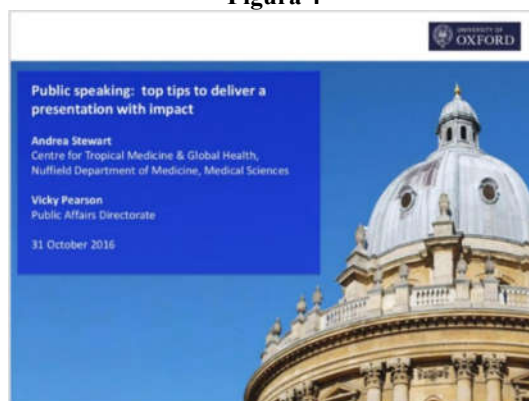 Figura 4
UNIVERSITY OF
OXFORD
Public speaking: top tips to deliver a
presentation with impact
Andrea Stewart
Centre for Tropical Medicine & Global Health,
Nuffield Department of Medicine, Medical Sciences
Vicky Pearson
Public Affairs Directorate
31 October 2016